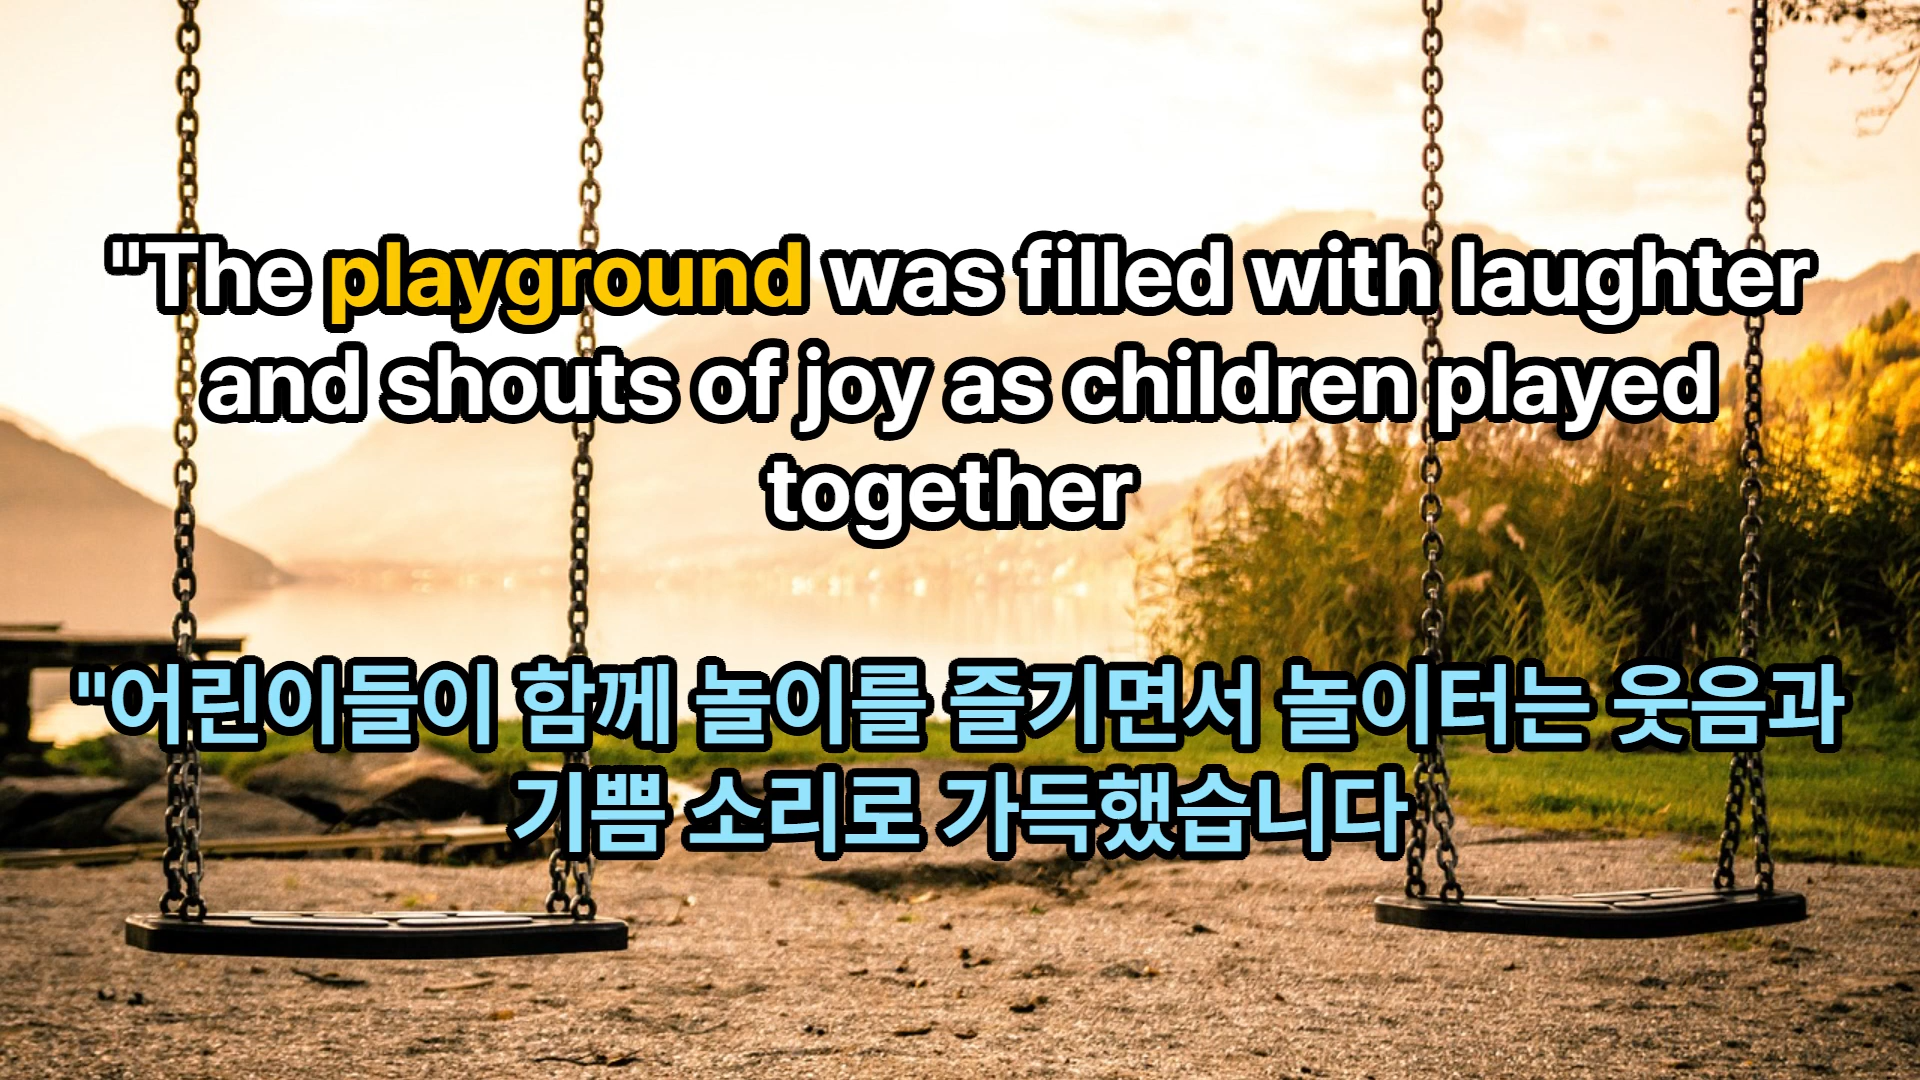 "The playground was filled with laughter
and shouts of joy as children played
together
"어린이들이 함께 놀이를 즐기면서 놀이터는 웃음과
기쁨 소리로 가득했습니다